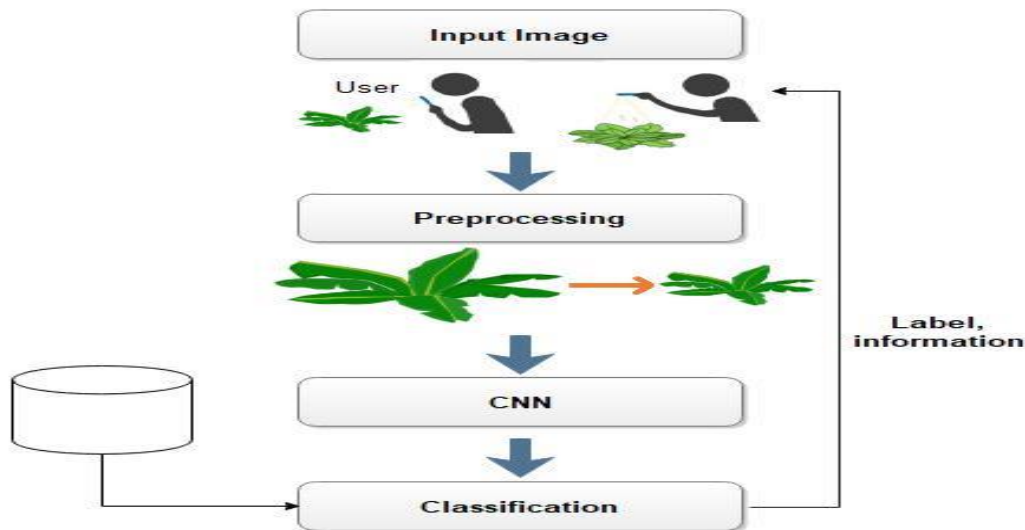 Input Image
User
Preprocessing
Label,
information
CNN
Classification